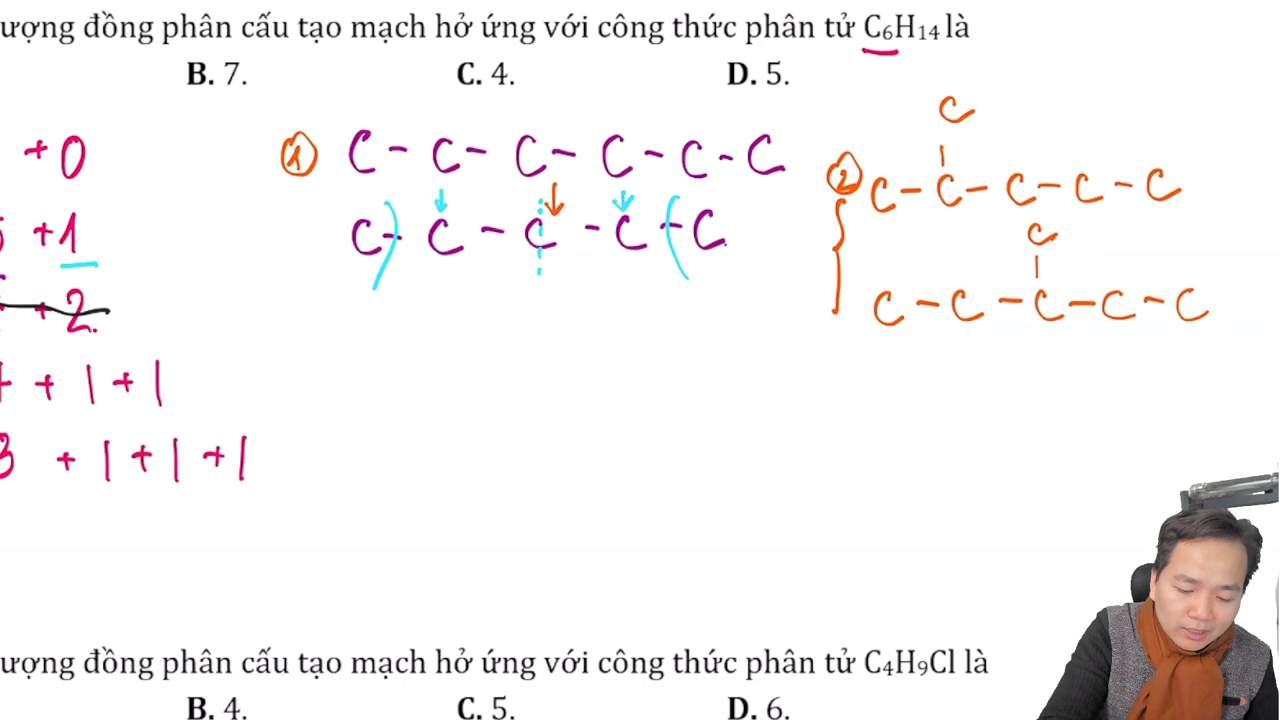 ượng đồng phân cấu tạo mạch hở ứng với công thức phân tử C₆H₁₄ là
B. 7. C. 4. D. 5.
+ 0
① C - C - C - C - C - C
C
② C - C - C - C - C
5 + 1
C - C - C - C - C
C
C - C - C - C - C
+ 2.
+ 1 + 1
3 + 1 + 1 + 1
ượng đồng phân cấu tạo mạch hở ứng với công thức phân tử C₄H₉Cl là
B. 4. C. 5. D. 6.